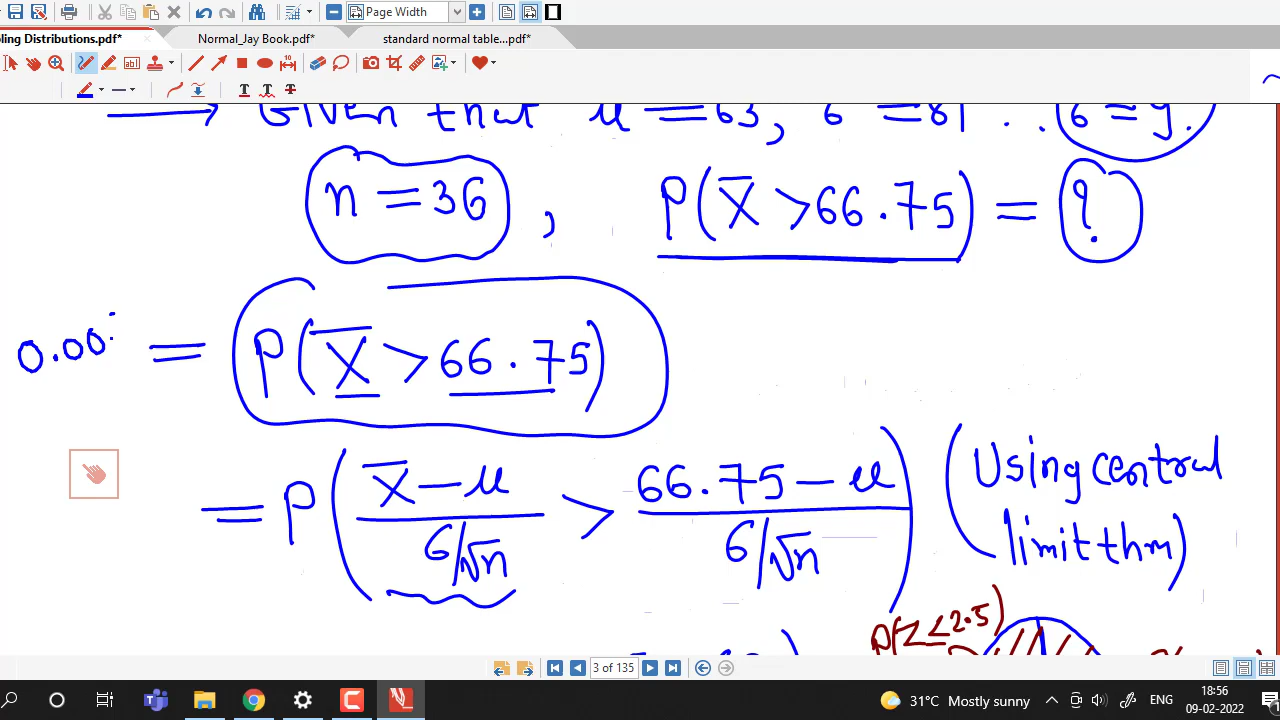 Page Width
ling Distributions.pdf* Normal_Jay Book.pdf* standard normal table...pdf*
→ Given that μ = 63, σ² = 81 ∴ σ = 9.
n = 36 , P(X̄ > 66.75) = ?
0.00 = P(X̄ > 66.75)
= P( (X̄ - μ)/(σ/√n) > (66.75 - μ)/(σ/√n) ) (Using central
limit thm)
P(Z ≤ 2.5)
3 of 135
31°C Mostly sunny ENG 18:56
09-02-2022